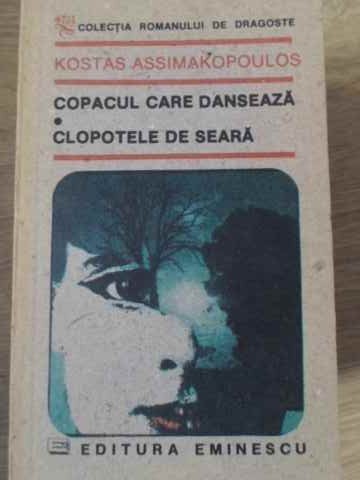 COLECȚIA ROMANULUI DE DRAGOSTE
KOSTAS ASSIMAKOPOULOS
COPACUL CARE DANSEAZĂ
•
CLOPOTELE DE SEARĂ
EDITURA EMINESCU